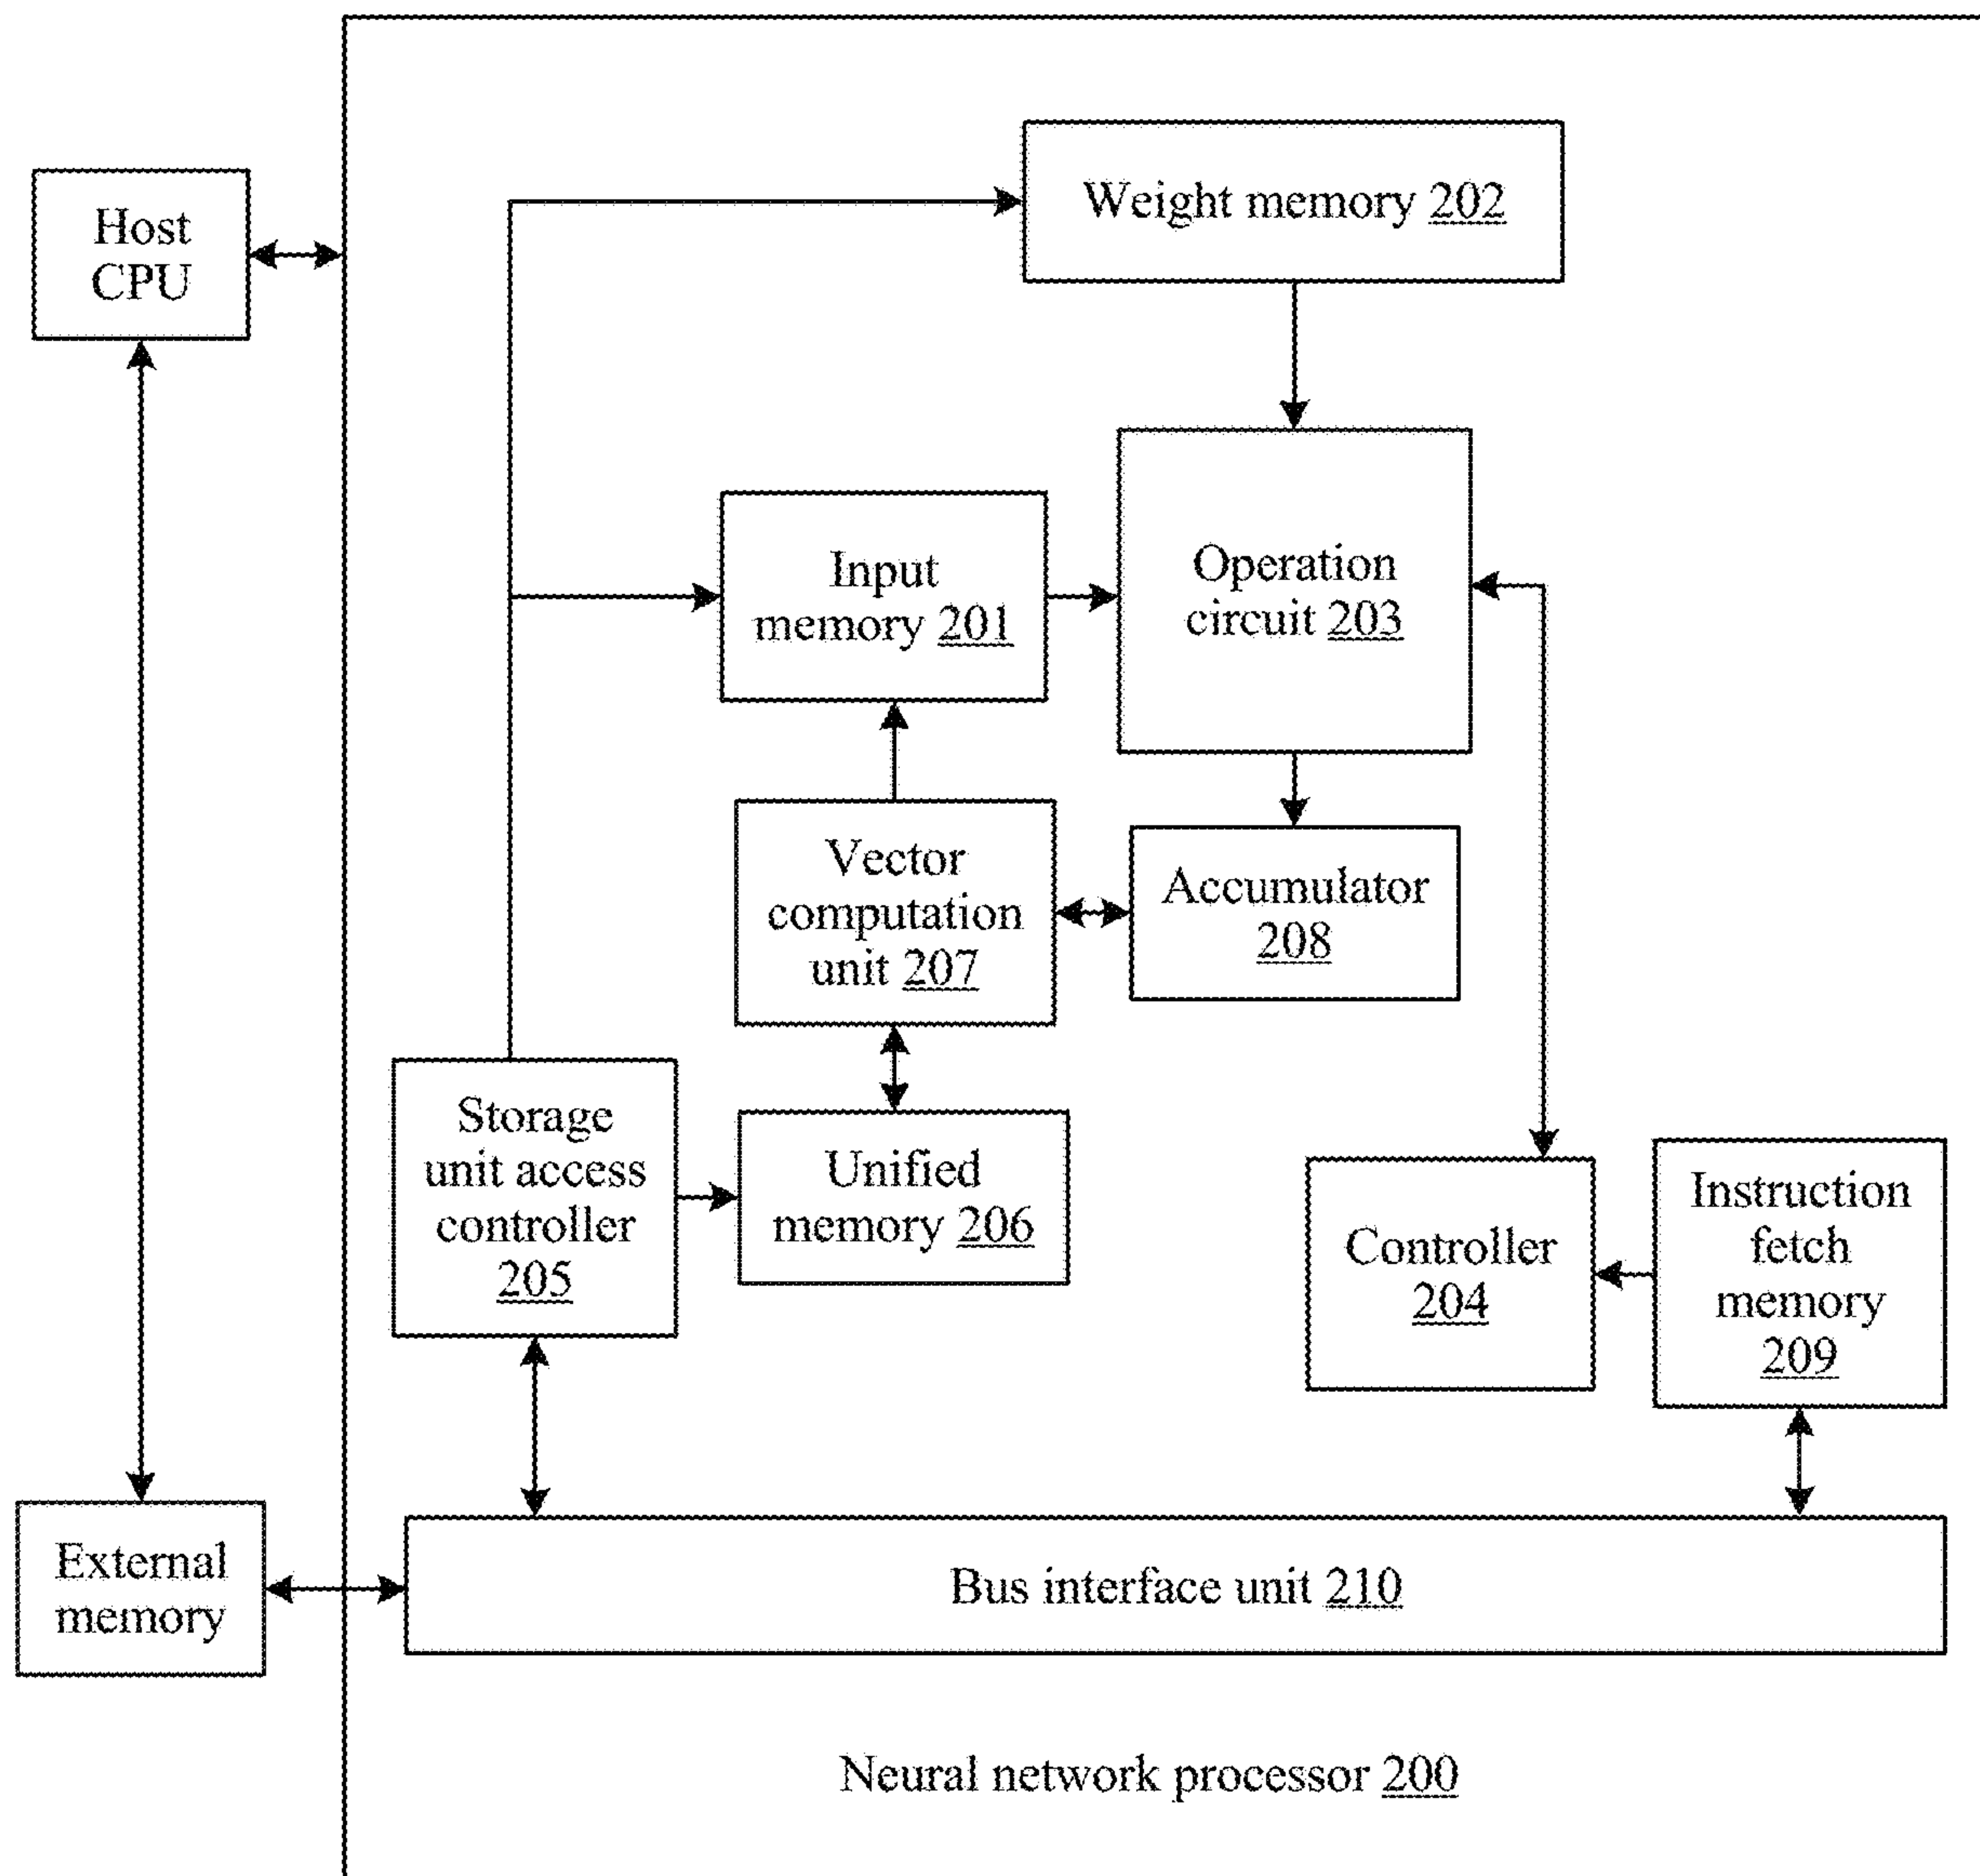 Weight memory 202
Host
CPU
Input
memory 201
Operation
circuit 203
Vector
computation
unit 207
Accumulator
208
Storage
unit access
controller
205
Unified
memory 206
Controller
204
Instruction
fetch
memory
209
External
memory
Bus interface unit 210
Neural network processor 200